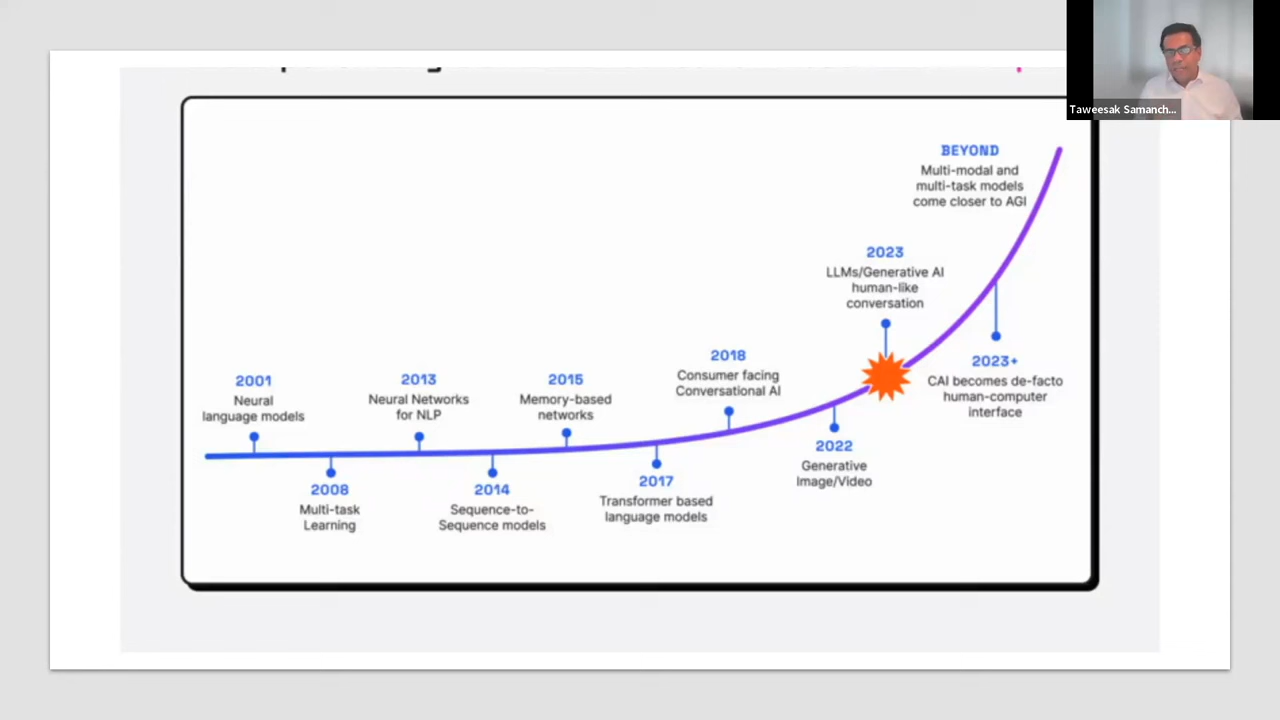 Taweesak Samanch...
BEYOND
Multi-modal and
multi-task models
come closer to AGI
2023
LLMs/Generative AI
human-like
conversation
2018
Consumer facing
Conversational AI
2023+
CAI becomes de-facto
human-computer
interface
2001
Neural
language models
2013
Neural Networks
for NLP
2015
Memory-based
networks
2022
Generative
Image/Video
2008
Multi-task
Learning
2014
Sequence-to-
Sequence models
2017
Transformer based
language models